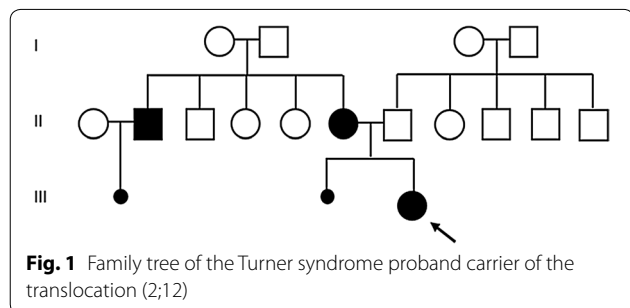 I
II
III
Fig. 1 Family tree of the Turner syndrome proband carrier of the
translocation (2;12)